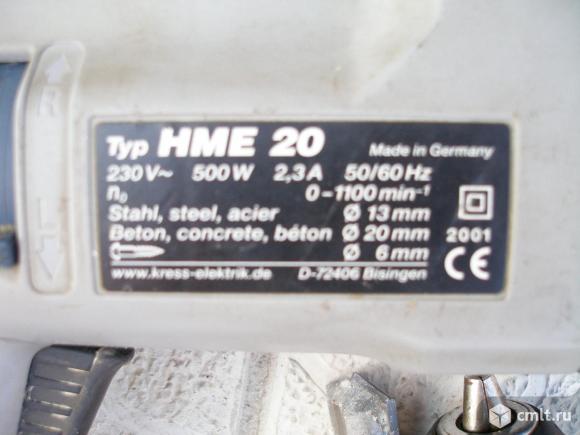 Typ HME 20 Made in Germany
230 V~ 500 W 2,3 A 50/60 Hz
n₀ 0-1100 min⁻¹
Stahl, steel, acier Ø 13 mm
Beton, concrete, béton Ø 20 mm 2001
Ø 6 mm CE
www.kress-elektrik.de D-72406 Bisingen
R
L
cmlt.ru